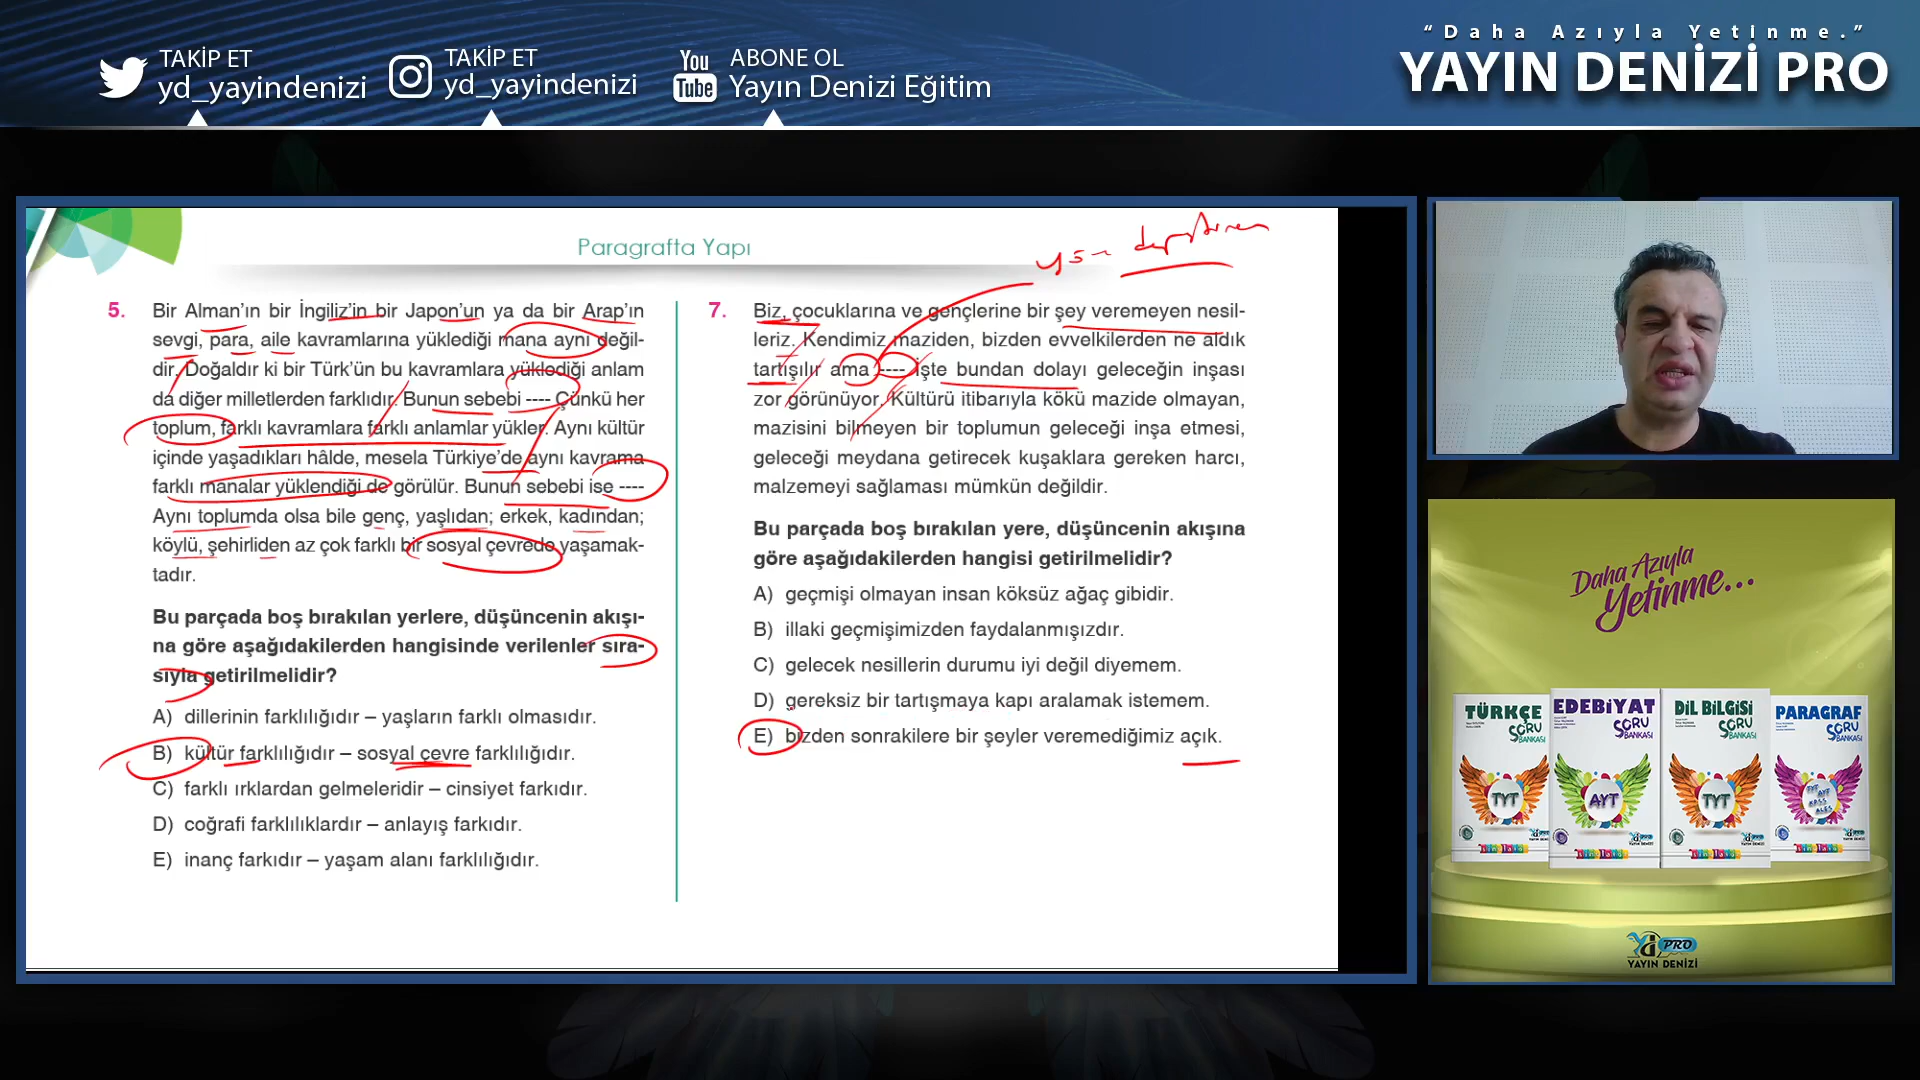 TAKİP ET
yd_yayindenizi
TAKİP ET
yd_yayindenizi
You
Tube
ABONE OL
Yayın Denizi Eğitim
“Daha Azıyla Yetinme.”
YAYIN DENİZİ PRO
Paragrafta Yapı
5. Bir Alman’ın bir İngiliz’in bir Japon’un ya da bir Arap’ın
sevgi, para, aile kavramlarına yüklediği mana aynı değil-
dir. Doğaldır ki bir Türk’ün bu kavramlara yüklediği anlam
da diğer milletlerden farklıdır. Bunun sebebi ---- Çünkü her
toplum, farklı kavramlara farklı anlamlar yükler. Aynı kültür
içinde yaşadıkları hâlde, mesela Türkiye’de aynı kavrama
farklı manalar yüklendiği de görülür. Bunun sebebi ise ----
Aynı toplumda olsa bile genç, yaşlıdan; erkek, kadından;
köylü, şehirliden az çok farklı bir sosyal çevrede yaşamak-
tadır.
Bu parçada boş bırakılan yerlere, düşüncenin akışı-
na göre aşağıdakilerden hangisinde verilenler sıra-
sıyla getirilmelidir?
A) dillerinin farklılığıdır – yaşların farklı olmasıdır.
B) kültür farklılığıdır – sosyal çevre farklılığıdır.
C) farklı ırklardan gelmeleridir – cinsiyet farkıdır.
D) coğrafi farklılıklardır – anlayış farkıdır.
E) inanç farkıdır – yaşam alanı farklılığıdır.
7. Biz, çocuklarına ve gençlerine bir şey veremeyen nesil-
leriz. Kendimiz maziden, bizden evvelkilerden ne aldık
tartışılır ama ---- İşte bundan dolayı geleceğin inşası
zor görünüyor. Kültürü itibarıyla kökü mazide olmayan,
mazisini bilmeyen bir toplumun geleceği inşa etmesi,
geleceği meydana getirecek kuşaklara gereken harcı,
malzemeyi sağlaması mümkün değildir.
Bu parçada boş bırakılan yere, düşüncenin akışına
göre aşağıdakilerden hangisi getirilmelidir?
A) geçmişi olmayan insan köksüz ağaç gibidir.
B) illaki geçmişimizden faydalanmışızdır.
C) gelecek nesillerin durumu iyi değil diyemem.
D) gereksiz bir tartışmaya kapı aralamak istemem.
E) bizden sonrakilere bir şeyler veremediğimiz açık.
Daha Azıyla
Yetinme...
TÜRKÇE
SORU
BANKASI
TYT
EDEBİYAT
SORU
BANKASI
AYT
DİL BİLGİSİ
SORU
BANKASI
TYT
PARAGRAF
SORU
BANKASI
PRO
YAYIN DENİZİ